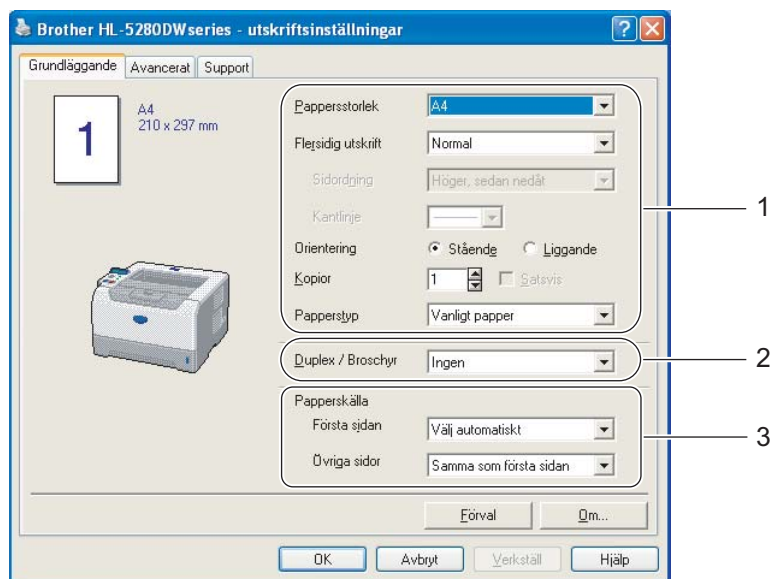 Brother HL-5280DW series - utskriftsinställningar
Grundläggande Avancerat Support
1
A4
210 x 297 mm
Pappersstorlek A4
Flersidig utskrift Normal
Sidordning Höger, sedan nedåt
Kantlinje
Orientering Stående Liggande
Kopior 1 Satsvis
Papperstyp Vanligt papper
1
Duplex / Broschyr Ingen
2
Papperskälla
Första sidan Välj automatiskt
Övriga sidor Samma som första sidan
3
Förval Om...
OK Avbryt Verkställ Hjälp